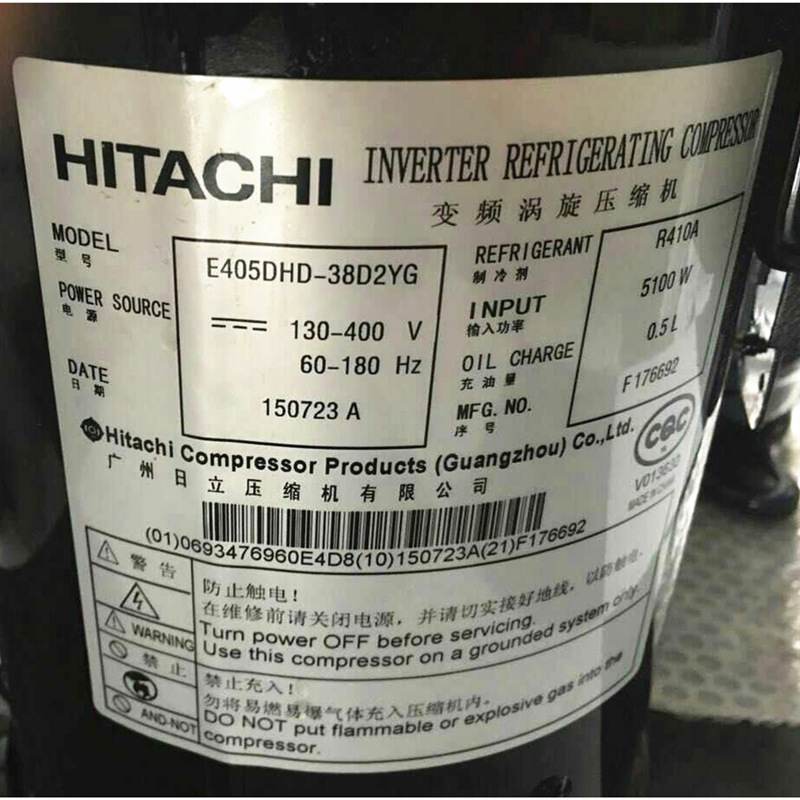 HITACHI INVERTER REFRIGERATING COMPRESSOR
变频涡旋压缩机
MODEL E405DHD-38D2YG
型号
POWER SOURCE 130-400 V
电源 60-180 Hz
DATE 150723 A
日期
REFRIGERANT R410A
制冷剂
INPUT 5100 W
输入功率
OIL CHARGE 0.5 L
充油量
MFG. NO. F176692
序号
Hitachi Compressor Products (Guangzhou) Co.,Ltd.
广州日立压缩机有限公司
CQC
V013630
MADE IN CHINA
(01)0693476960E4D8(10)150723A(21)F176692
警告
WARNING
防止触电!
在维修前请关闭电源，并请切实接好地线，以防触电.
Turn power OFF before servicing.
Use this compressor on a grounded system only.
禁止
AND-NOT
禁止充入!
勿将易燃易爆气体充入压缩机内。
DO NOT put flammable or explosive gas into the
compressor.